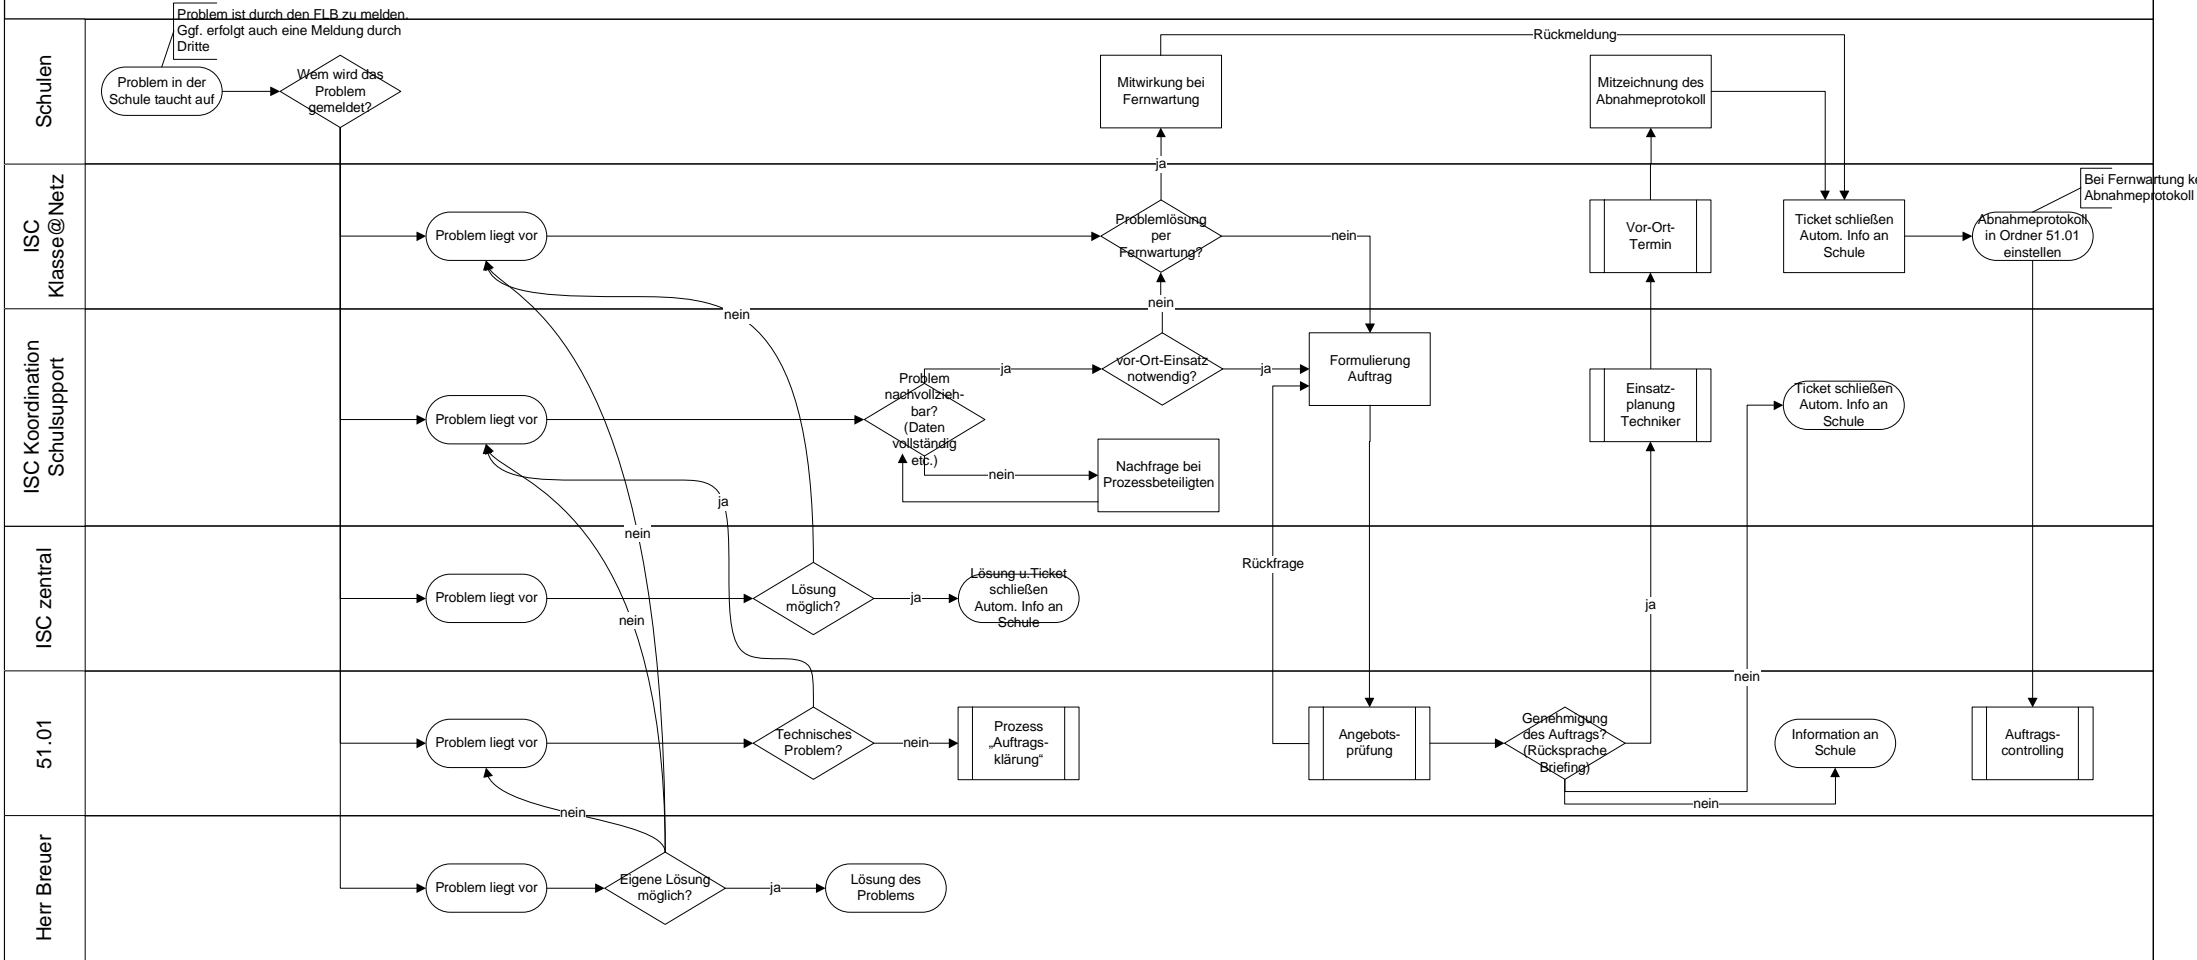 Problem ist durch den FLB zu melden.
Ggf. erfolgt auch eine Meldung durch
Dritte
Schulen
Problem in der
Schule taucht auf
Wem wird das
Problem
gemeldet?
Mitwirkung bei
Fernwartung
Rückmeldung
Mitzeichnung des
Abnahmeprotokoll
ja
ISC
Klasse@Netz
Problem liegt vor
Problemlösung
per
Fernwartung?
nein
Vor-Ort-
Termin
Ticket schließen
Autom. Info an
Schule
Abnahmeprotokoll
in Ordner 51.01
einstellen
Bei Fernwartung ke
Abnahmeprotokoll
nein
nein
ISC Koordination
Schulsupport
Problem liegt vor
Problem
nachvollzieh-
bar?
(Daten
vollständig
etc.)
ja
vor-Ort-Einsatz
notwendig?
ja
Formulierung
Auftrag
Einsatz-
planung
Techniker
Ticket schließen
Autom. Info an
Schule
nein
Nachfrage bei
Prozessbeteiligten
ja
nein
ISC zentral
Problem liegt vor
nein
Lösung
möglich?
ja
Lösung u.Ticket
schließen
Autom. Info an
Schule
Rückfrage
ja
nein
51.01
Problem liegt vor
Technisches
Problem?
nein
Prozess
„Auftrags-
klärung“
Angebots-
prüfung
Genehmigung
des Auftrags?
(Rücksprache
Briefing)
nein
Information an
Schule
Auftrags-
controlling
nein
Herr Breuer
Problem liegt vor
Eigene Lösung
möglich?
ja
Lösung des
Problems